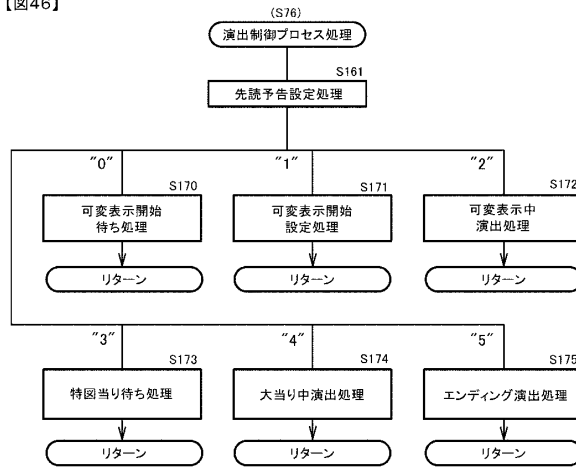 【図46】
(S76)
演出制御プロセス処理
S161
先読予告設定処理
"0" "1" "2"
S170 S171 S172
可変表示開始 可変表示開始 可変表示中
待ち処理 設定処理 演出処理
リターン リターン リターン
"3" "4" "5"
S173 S174 S175
特図当り待ち処理 大当り中演出処理 エンディング演出処理
リターン リターン リターン